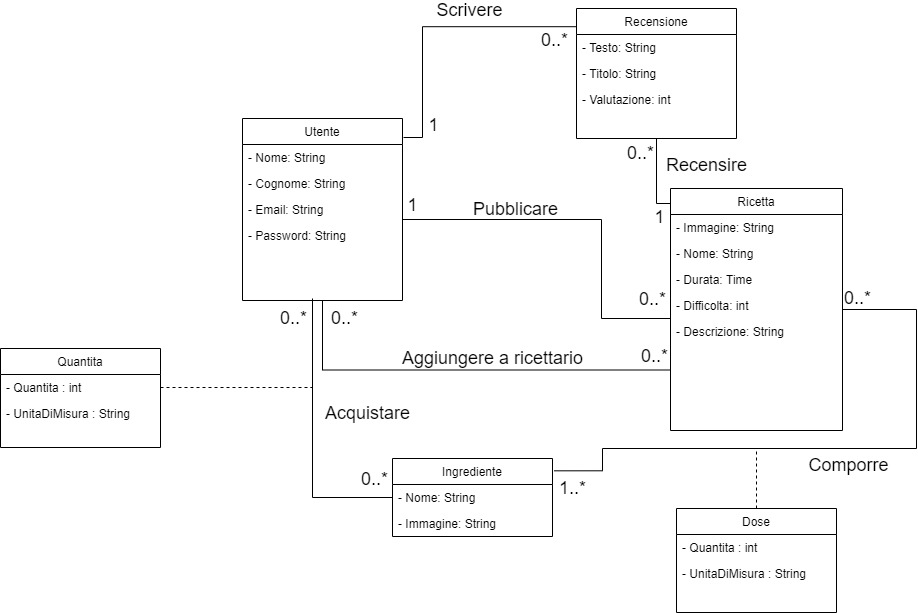 Scrivere
Recensione
- Testo: String
- Titolo: String
- Valutazione: int
0..*
1
Utente
- Nome: String
- Cognome: String
- Email: String
- Password: String
0..*
Recensire
1
1
Pubblicare
Ricetta
- Immagine: String
- Nome: String
- Durata: Time
- Difficolta: int
- Descrizione: String
0..*
0..*
0..*
0..*
Aggiungere a ricettario
0..*
Quantita
- Quantita : int
- UnitaDiMisura : String
Acquistare
0..*
Ingrediente
- Nome: String
- Immagine: String
1..*
Comporre
Dose
- Quantita : int
- UnitaDiMisura : String